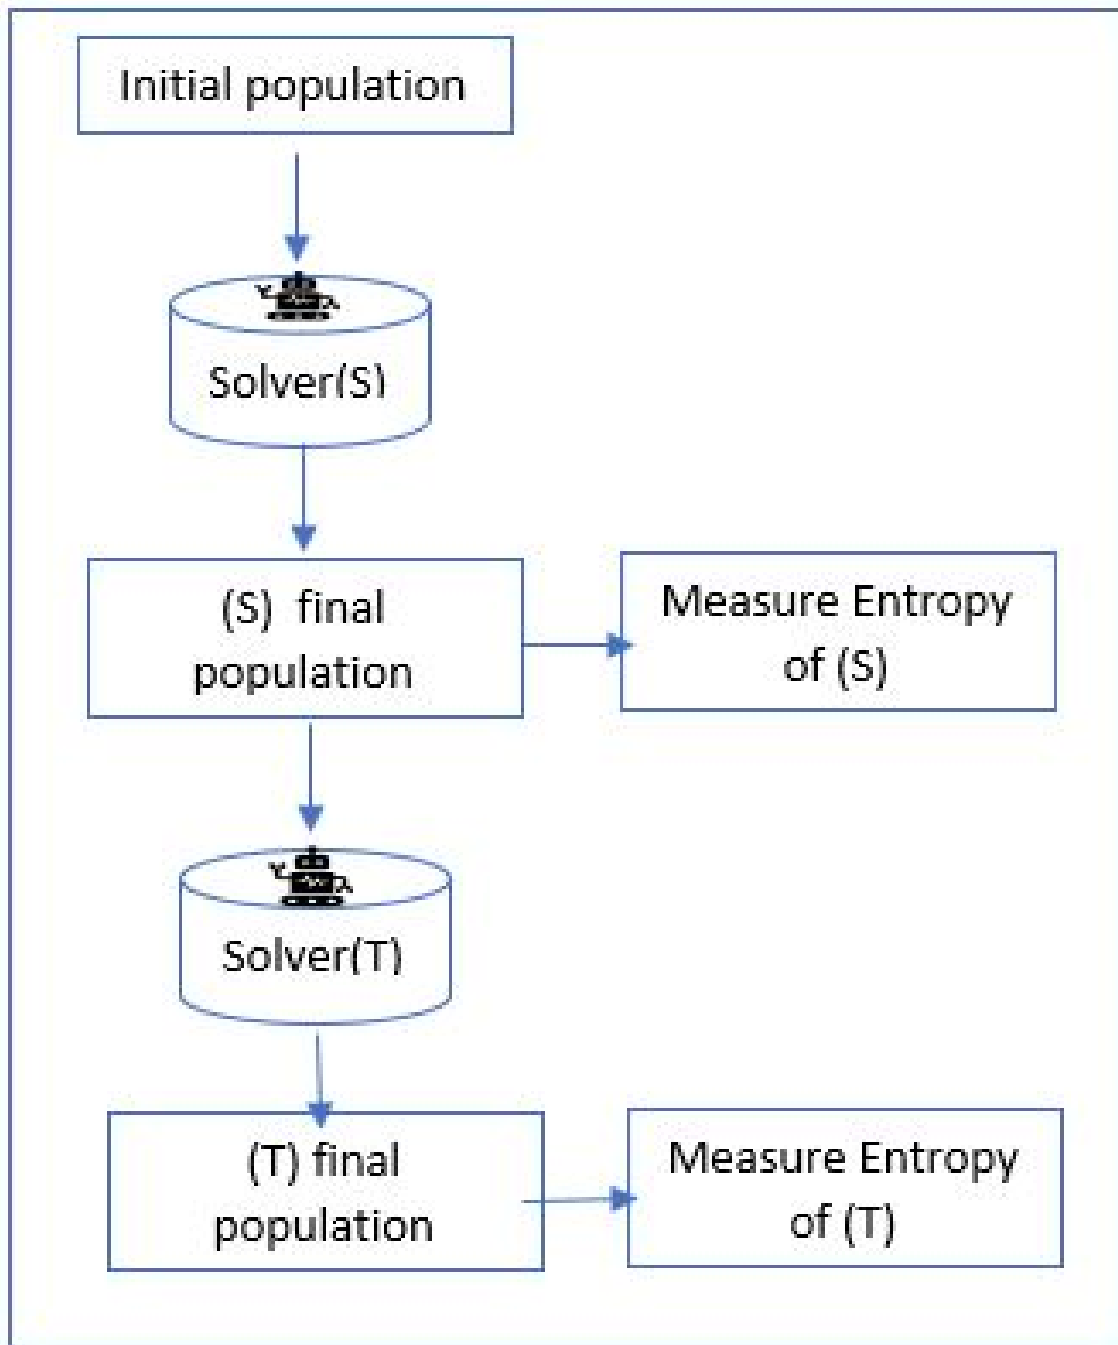 Initial population
Solver(S)
(S) final
population
Measure Entropy
of (S)
Solver(T)
(T) final
population
Measure Entropy
of (T)